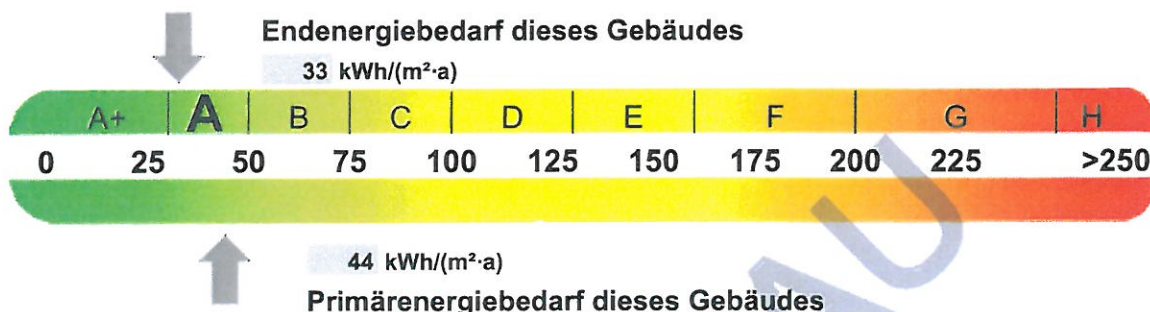 Endenergiebedarf dieses Gebäudes
33 kWh/(m²·a)
A+ A B C D E F G H
0 25 50 75 100 125 150 175 200 225 >250
44 kWh/(m²·a)
Primärenergiebedarf dieses Gebäudes